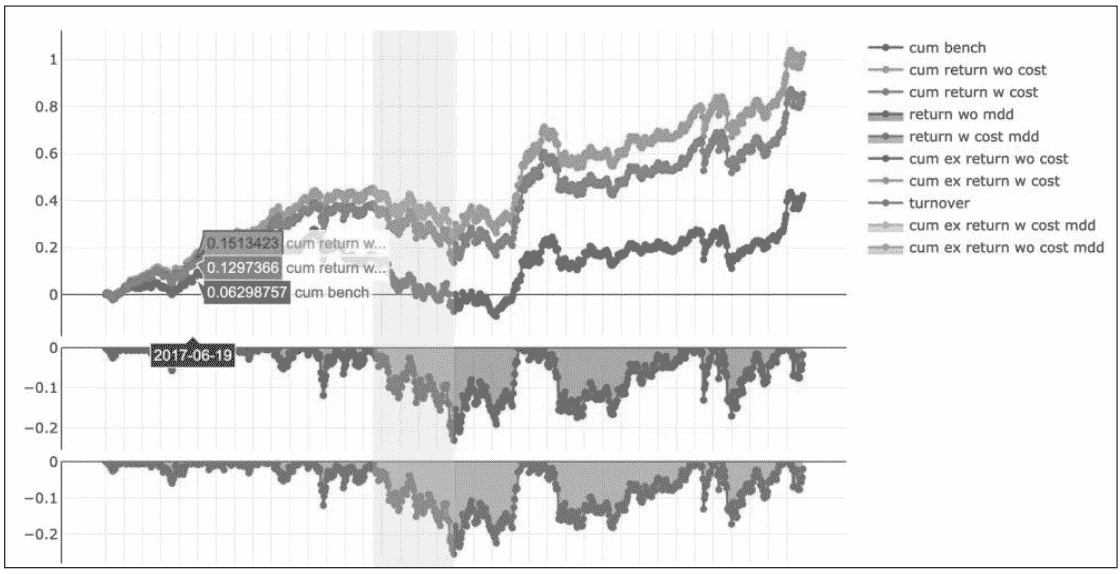 1
0.8
0.6
0.4
0.2
0
0.1513423 cum return w...
0.1297366 cum return w...
0.06298757 cum bench
2017-06-19
0
−0.1
−0.2
0
−0.1
−0.2
cum bench
cum return wo cost
cum return w cost
return wo mdd
return w cost mdd
cum ex return wo cost
cum ex return w cost
turnover
cum ex return w cost mdd
cum ex return wo cost mdd